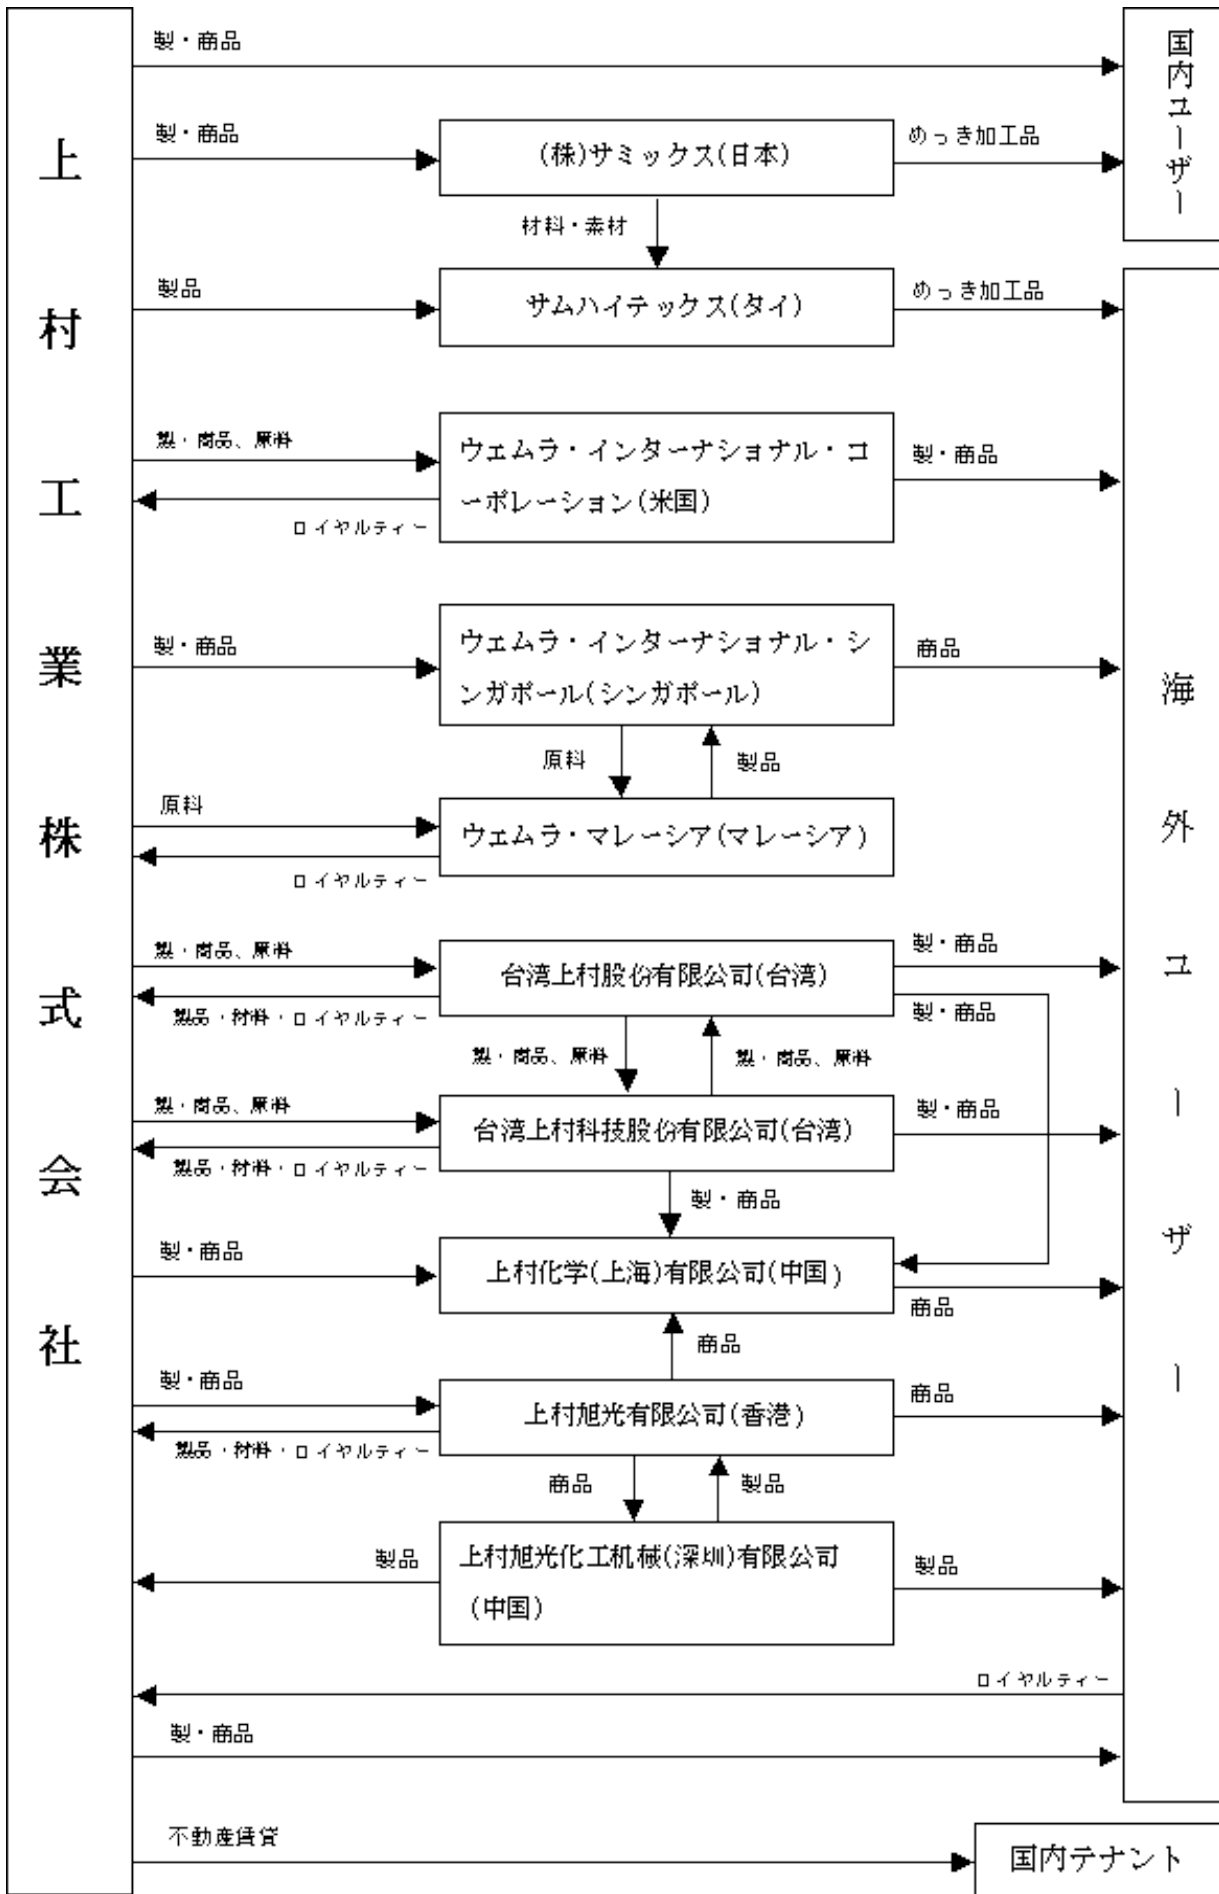 上村工業株式会社
製・商品
国内ユーザー
製・商品
(株)サミックス(日本)
めっき加工品
材料・素材
製品
サムハイテックス(タイ)
めっき加工品
海外ユーザー
製・商品、原料
ウェムラ・インターナショナル・コ
ーポレーション(米国)
製・商品
ロイヤルティー
製・商品
ウェムラ・インターナショナル・シ
ンガポール(シンガポール)
商品
原料
製品
原料
ウェムラ・マレーシア(マレーシア)
ロイヤルティー
製・商品、原料
台湾上村股份有限公司(台湾)
製・商品
製品・材料・ロイヤルティー
製・商品
製・商品、原料
製・商品、原料
製・商品、原料
台湾上村科技股份有限公司(台湾)
製・商品
製品・材料・ロイヤルティー
製・商品
製・商品
上村化学(上海)有限公司(中国)
商品
商品
製・商品
上村旭光有限公司(香港)
商品
製品・材料・ロイヤルティー
商品
製品
製品
上村旭光化工机械(深圳)有限公司
(中国)
製品
ロイヤルティー
製・商品
不動産賃貸
国内テナント